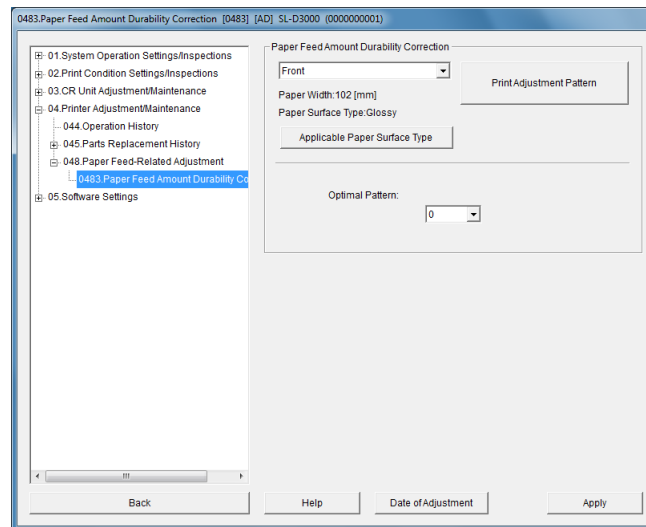 0483.Paper Feed Amount Durability Correction [0483] [AD] SL-D3000 (0000000001)
01.System Operation Settings/Inspections
02.Print Condition Settings/Inspections
03.CR Unit Adjustment/Maintenance
04.Printer Adjustment/Maintenance
044.Operation History
045.Parts Replacement History
048.Paper Feed-Related Adjustment
0483.Paper Feed Amount Durability Co
05.Software Settings
Paper Feed Amount Durability Correction
Front
Print Adjustment Pattern
Paper Width:102 [mm]
Paper Surface Type:Glossy
Applicable Paper Surface Type
Optimal Pattern:
0
Back
Help
Date of Adjustment
Apply